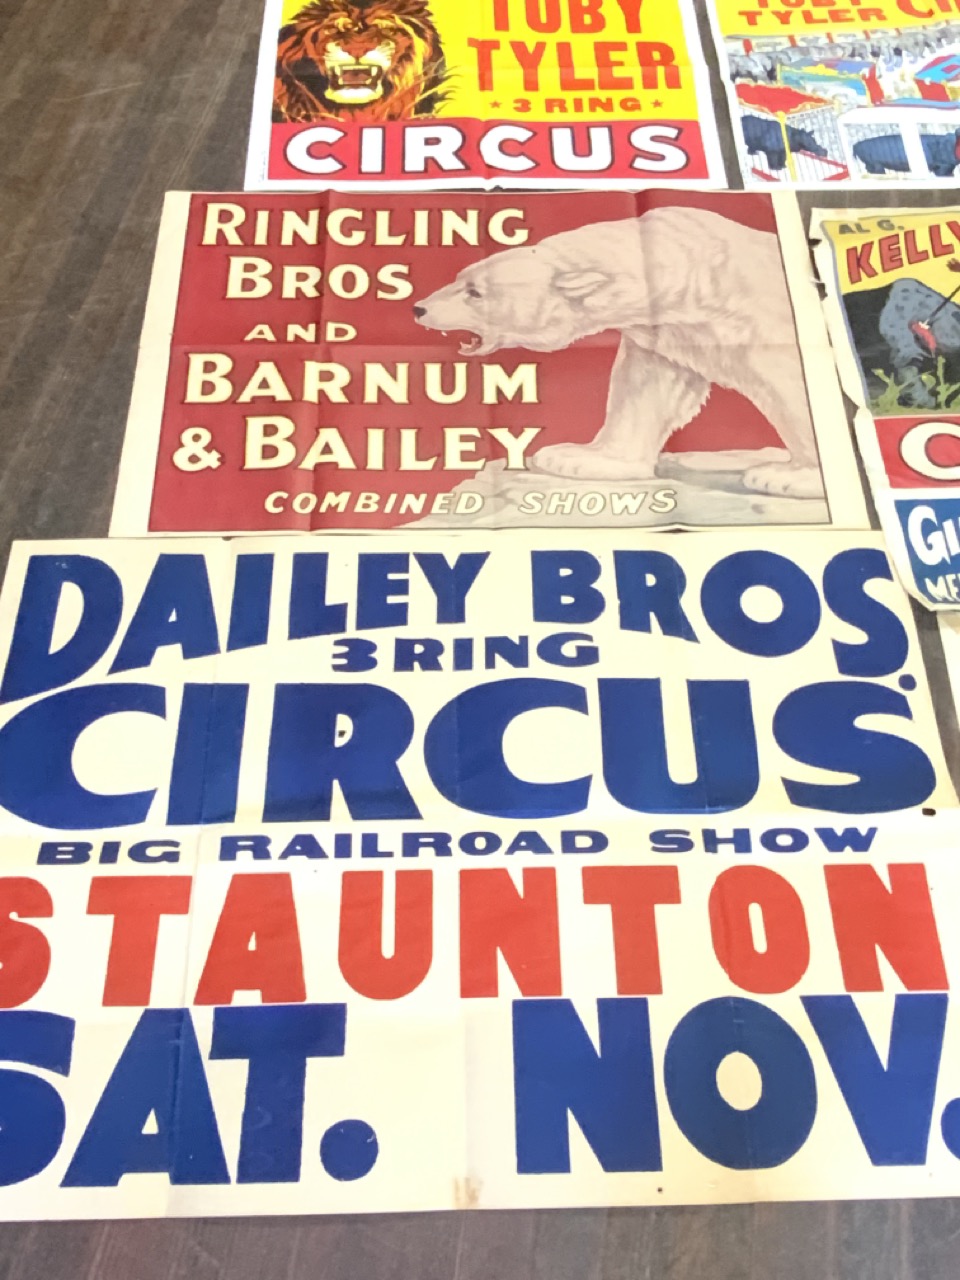 TOBY
TYLER
3 RING
CIRCUS
TYLER
RINGLING
BROS
AND
BARNUM
& BAILEY
COMBINED SHOWS
AL G.
KELLY
DAILEY BROS.
3 RING
CIRCUS
BIG RAILROAD SHOW
STAUNTON
SAT. NOV.